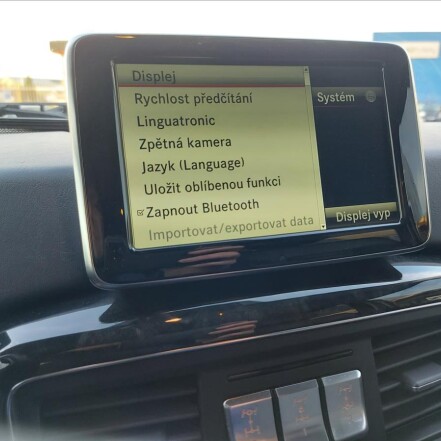 Displej
Rychlost předčítání
Systém
Linguatronic
Zpětná kamera
Jazyk (Language)
Uložit oblíbenou funkci
Zapnout Bluetooth
Displej vyp
Importovat/exportovat data